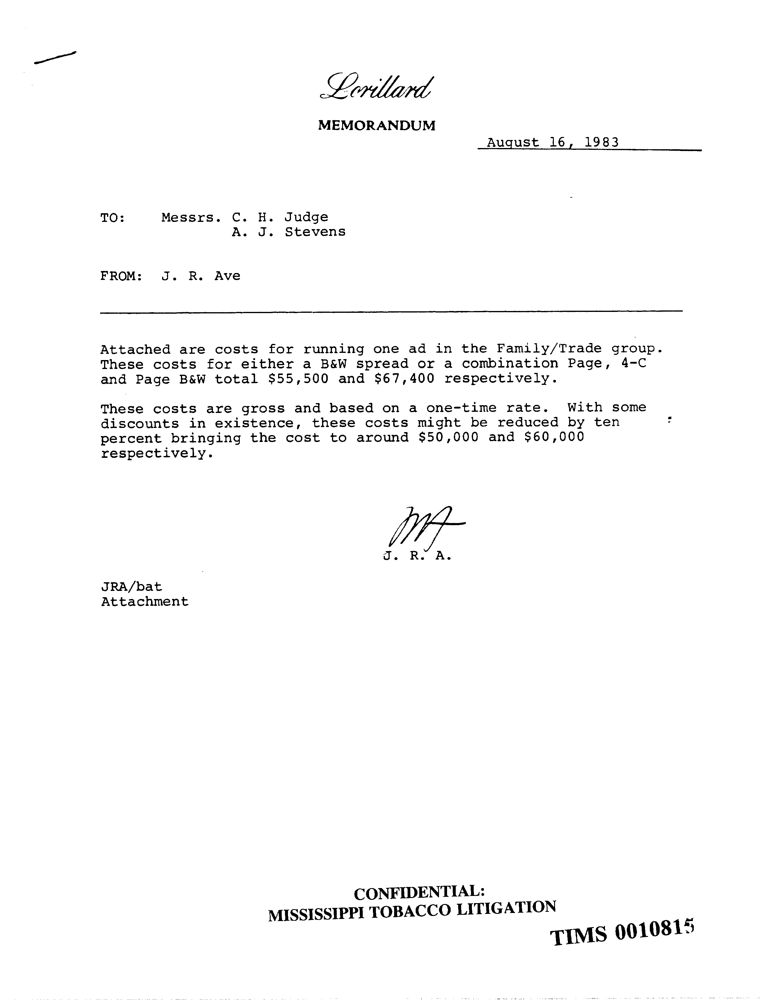 Lorillard
MEMORANDUM
August 16, 1983
TO: Messrs. C. H. Judge
A. J. Stevens
FROM: J. R. Ave
Attached are costs for running one ad in the Family/Trade group.
These costs for either a B&W spread or a combination Page, 4-C
and Page B&W total $55,500 and $67,400 respectively.
These costs are gross and based on a one-time rate. With some
discounts in existence, these costs might be reduced by ten
percent bringing the cost to around $50,000 and $60,000
respectively.
J. R. A.
JRA/bat
Attachment
CONFIDENTIAL:
MISSISSIPPI TOBACCO LITIGATION
TIMS 0010815